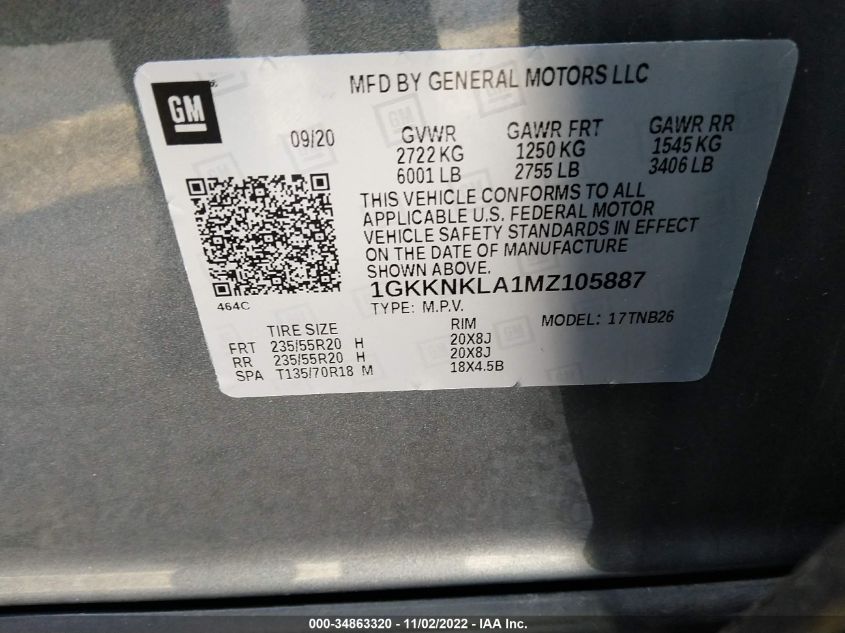 GM
MFD BY GENERAL MOTORS LLC
09/20
GVWR GAWR FRT GAWR RR
2722 KG 1250 KG 1545 KG
6001 LB 2755 LB 3406 LB
THIS VEHICLE CONFORMS TO ALL
APPLICABLE U.S. FEDERAL MOTOR
VEHICLE SAFETY STANDARDS IN EFFECT
ON THE DATE OF MANUFACTURE
SHOWN ABOVE.
464C
1GKKNKLA1MZ105887
TYPE: M.P.V. MODEL: 17TNB26
TIRE SIZE RIM
FRT 235/55R20 H 20X8J
RR 235/55R20 H 20X8J
SPA T135/70R18 M 18X4.5B
000-34863320 - 11/02/2022 - IAA Inc.